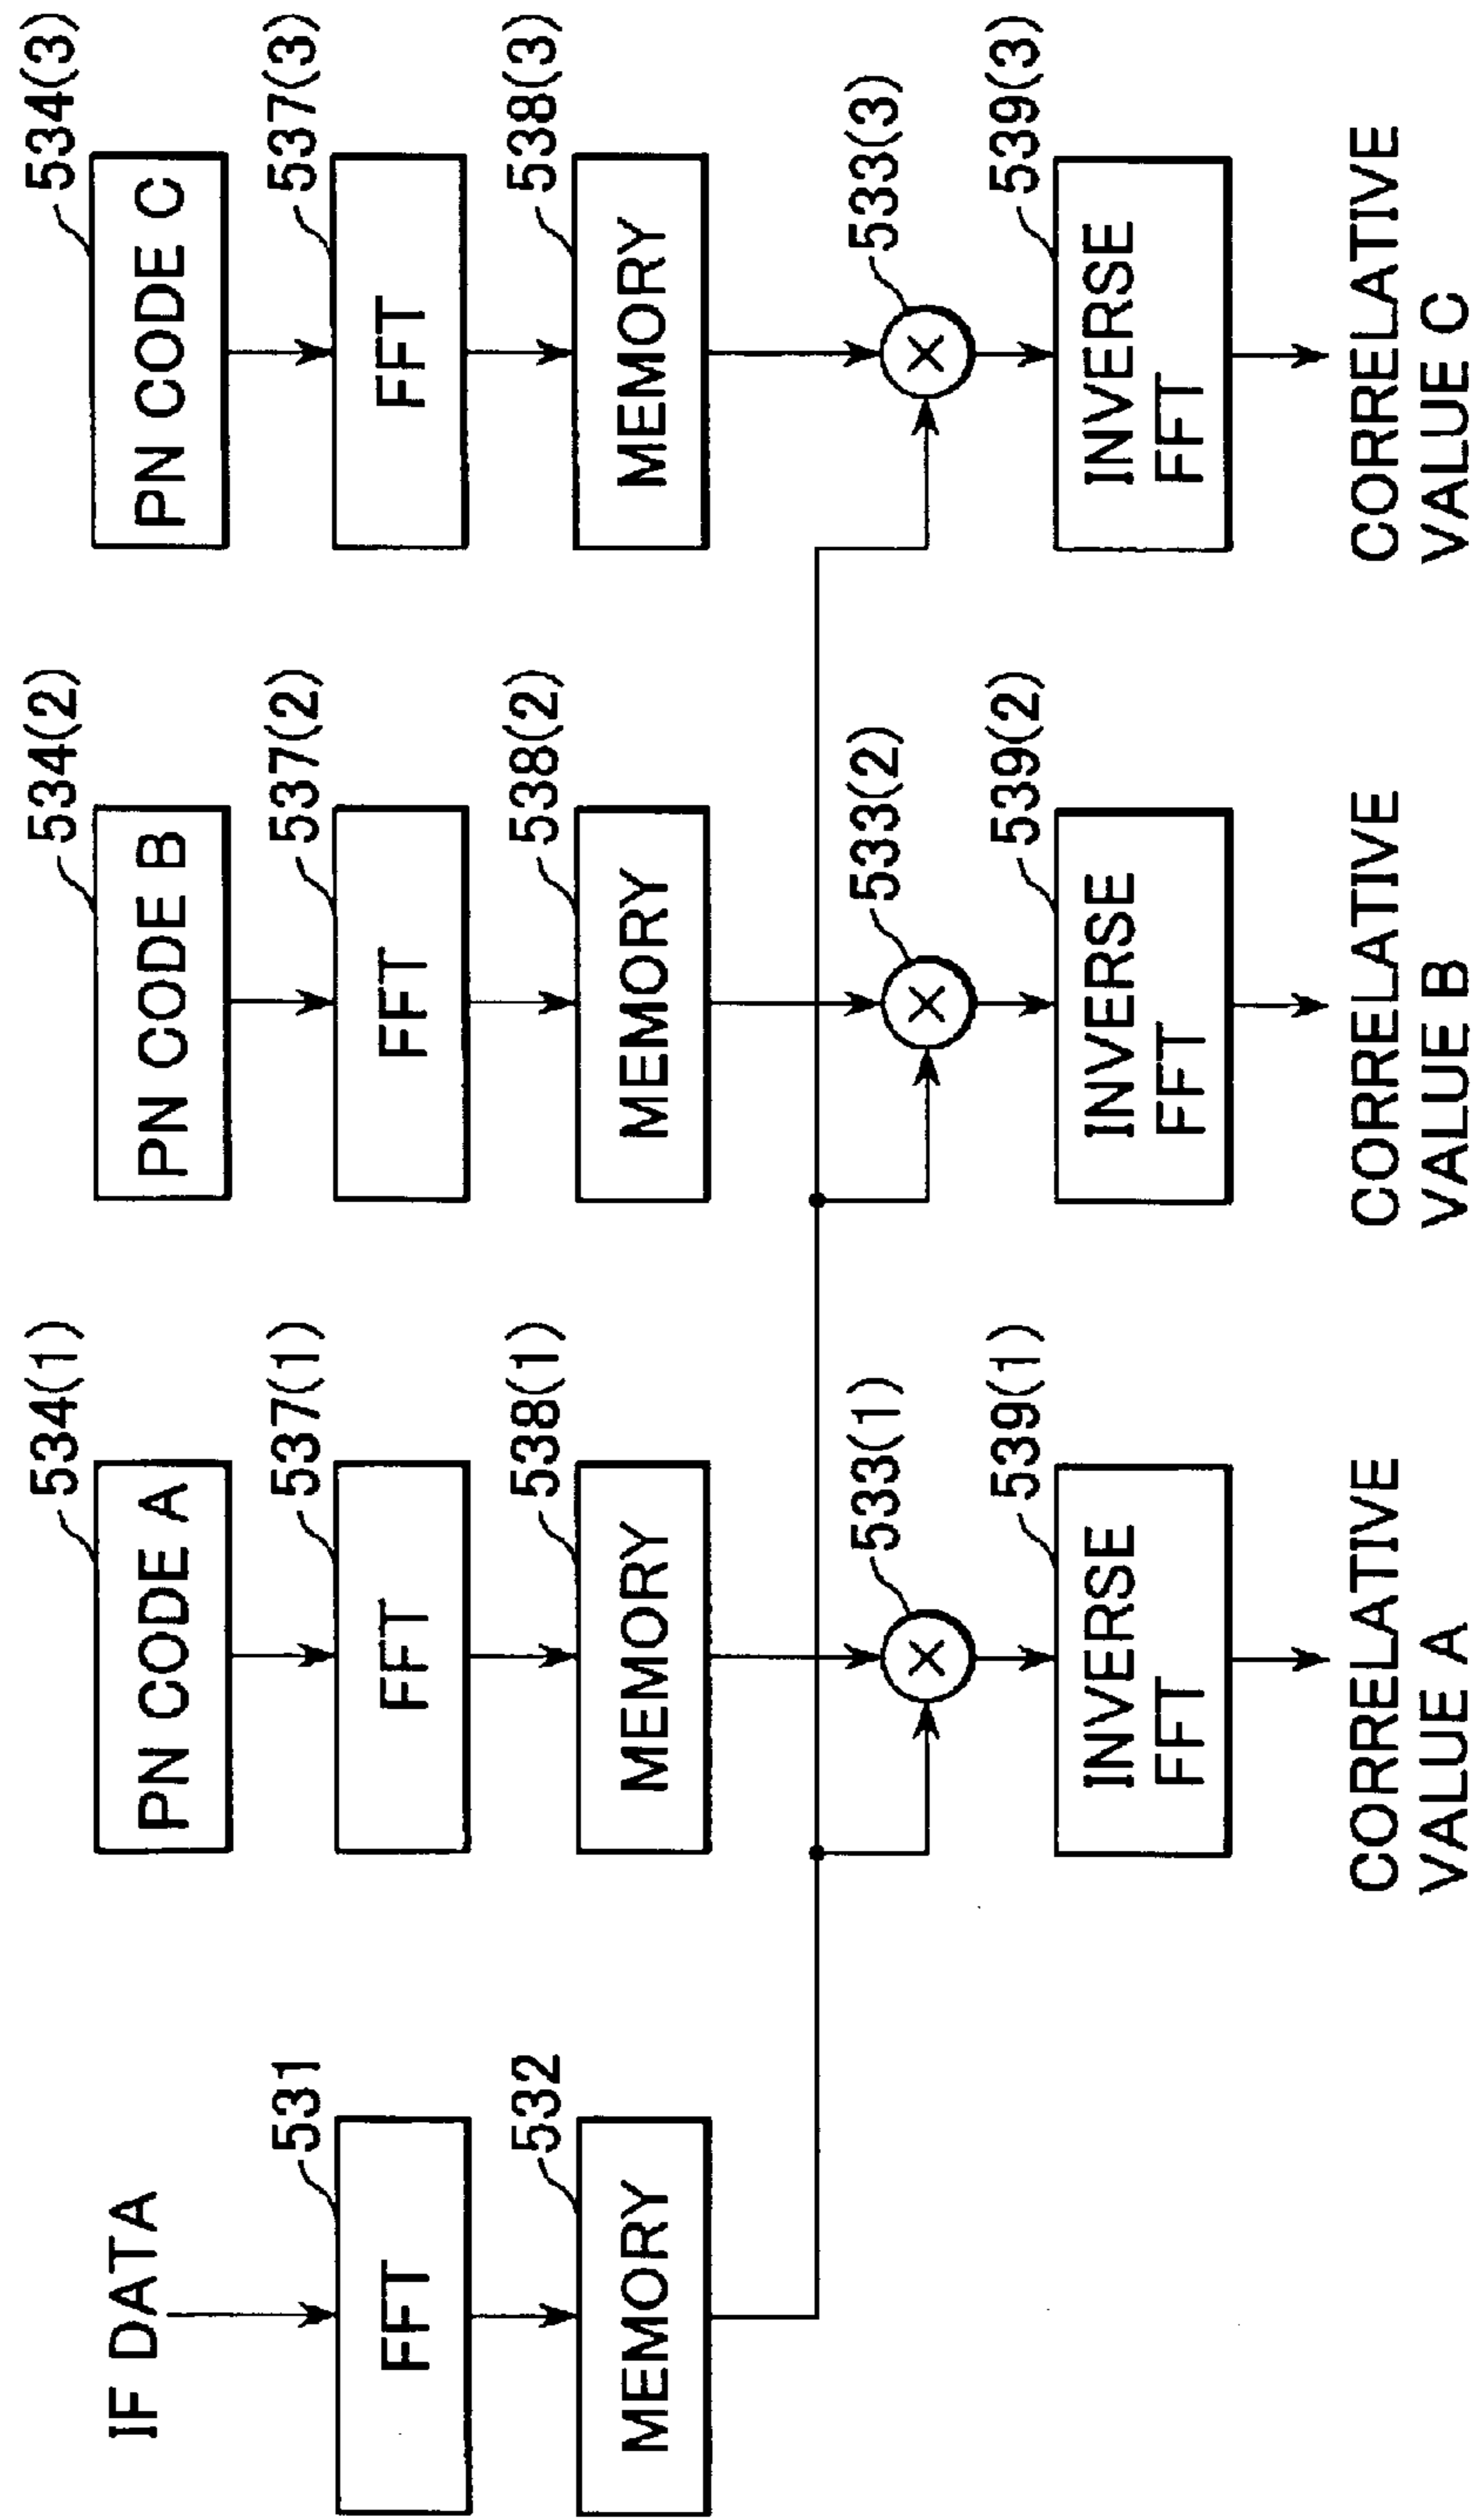 534(1)
534(2)
534(3)
IF DATA
PN CODE A
PN CODE B
PN CODE C
531
537(1)
537(2)
537(3)
FFT
FFT
FFT
FFT
532
538(1)
538(2)
538(3)
MEMORY
MEMORY
MEMORY
MEMORY
533(1)
533(2)
533(3)
539(1)
539(2)
539(3)
INVERSE
FFT
INVERSE
FFT
INVERSE
FFT
CORRELATIVE
VALUE A
CORRELATIVE
VALUE B
CORRELATIVE
VALUE C